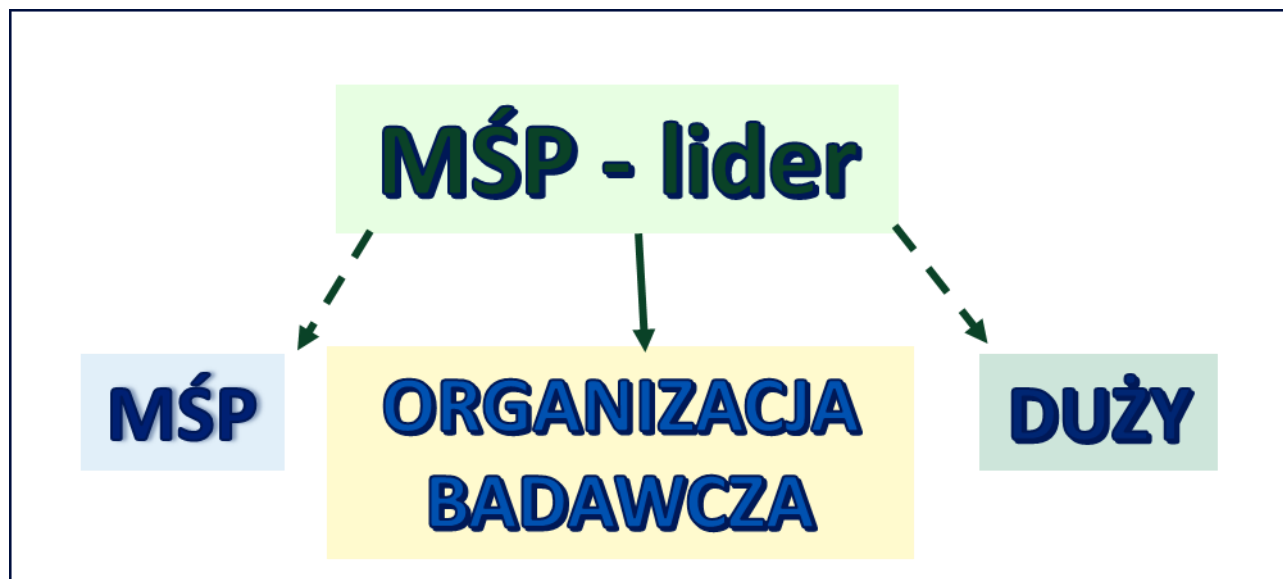 MŚP - lider
MŚP
ORGANIZACJA
BADAWCZA
DUŻY